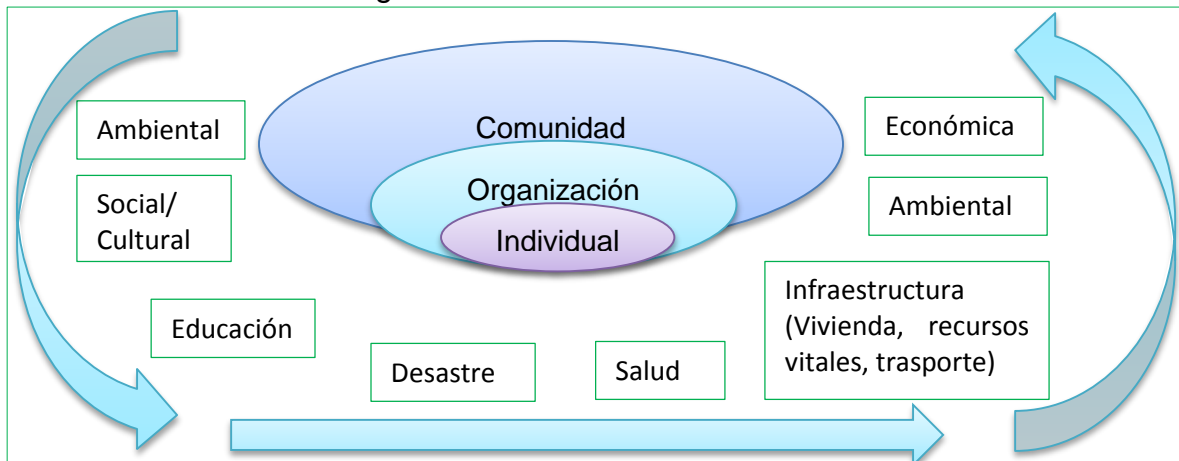 Ambiental
Social/
Cultural
Educación
Desastre
Salud
Infraestructura
(Vivienda, recursos
vitales, trasporte)
Ambiental
Económica
Comunidad
Organización
Individual